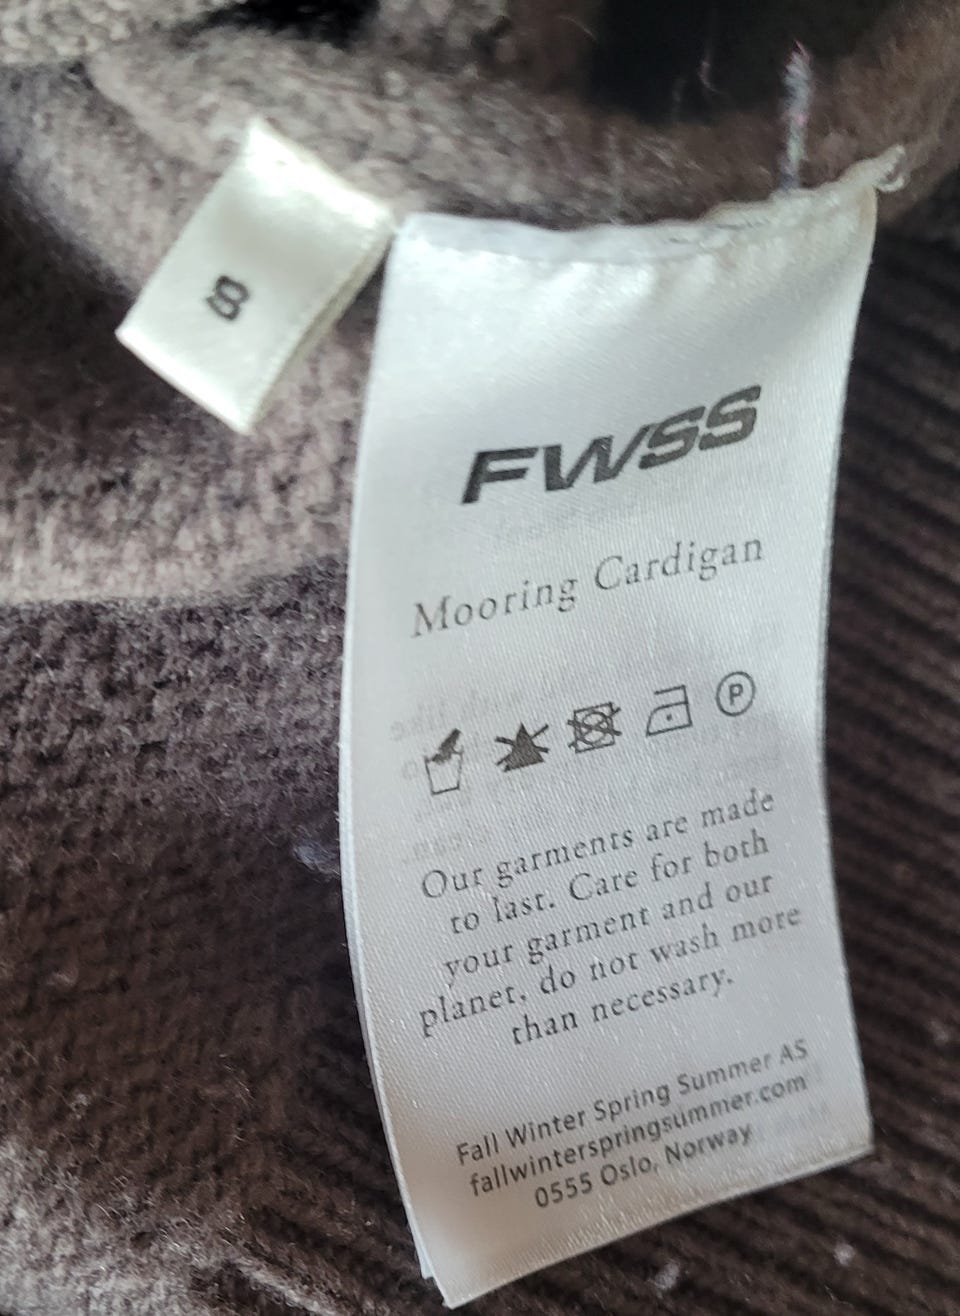 S
FWSS
Mooring Cardigan
P
Our garments are made
to last. Care for both
your garment and our
planet, do not wash more
than necessary.
Fall Winter Spring Summer AS
fallwinterspringsummer.com
0555 Oslo, Norway